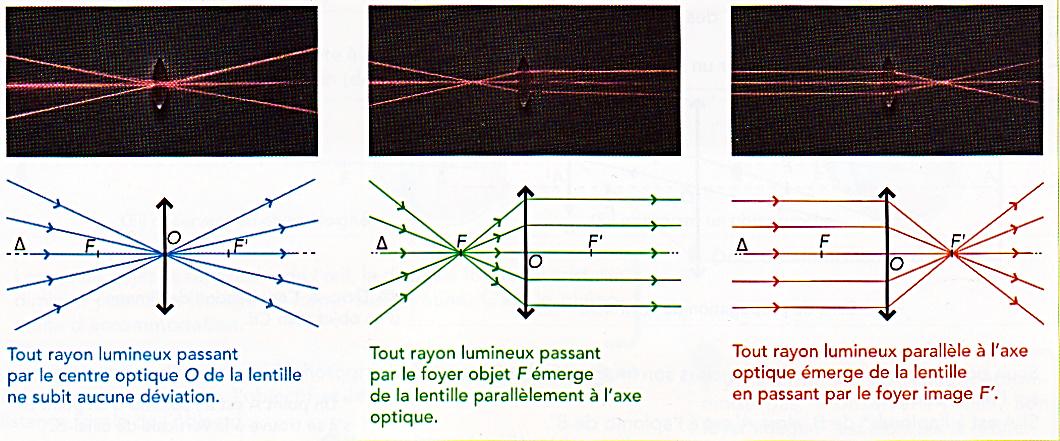 Δ F O F'
Δ F O F'
Δ F O F'
Tout rayon lumineux passant
par le centre optique O de la lentille
ne subit aucune déviation.
Tout rayon lumineux passant
par le foyer objet F émerge
de la lentille parallèlement à l'axe
optique.
Tout rayon lumineux parallèle à l'axe
optique émerge de la lentille
en passant par le foyer image F'.